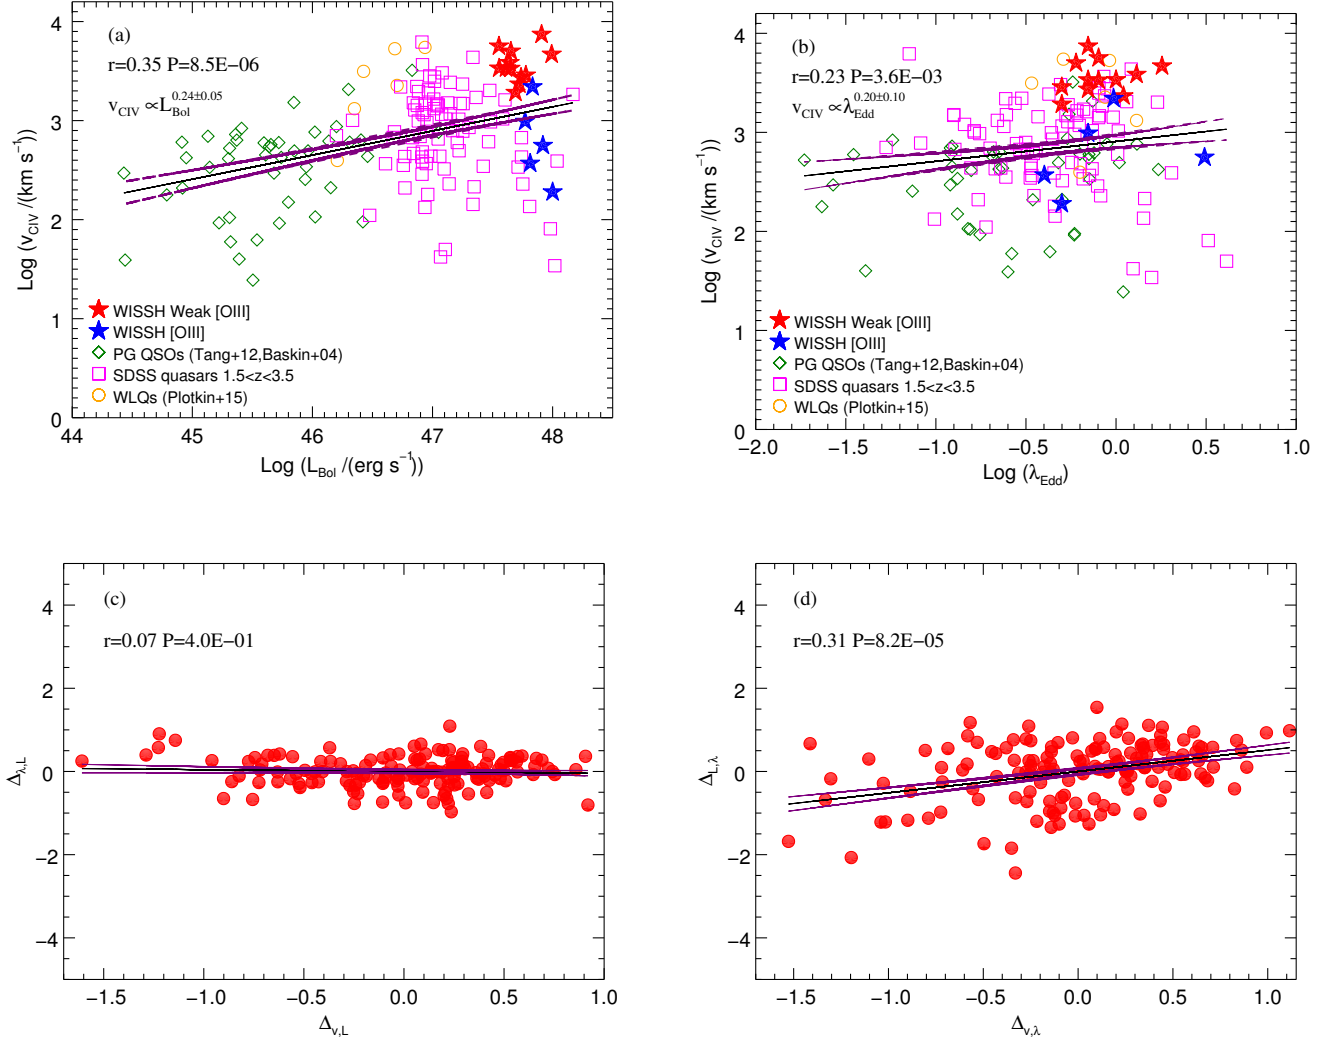 (a)
r=0.35 P=8.5E−06
v_CIV ∝L_Bol^0.24±0.05
WISSH Weak [OIII]
WISSH [OIII]
PG QSOs (Tang+12,Baskin+04)
SDSS quasars 1.5<z<3.5
WLQs (Plotkin+15)
Log (v_CIV /(km s^−1))
4
3
2
1
0
44 45 46 47 48
Log (L_Bol /(erg s^−1))
(b)
r=0.23 P=3.6E−03
v_CIV ∝λ_Edd^0.20±0.10
WISSH Weak [OIII]
WISSH [OIII]
PG QSOs (Tang+12,Baskin+04)
SDSS quasars 1.5<z<3.5
WLQs (Plotkin+15)
Log (v_CIV /(km s^−1))
4
3
2
1
0
−2.0 −1.5 −1.0 −0.5 0.0 0.5 1.0
Log (λ_Edd)
(c)
r=0.07 P=4.0E−01
Δ_λ,L
4
2
0
−2
−4
−1.5 −1.0 −0.5 0.0 0.5 1.0
Δ_v,L
(d)
r=0.31 P=8.2E−05
Δ_L,λ
4
2
0
−2
−4
−1.5 −1.0 −0.5 0.0 0.5 1.0
Δ_v,λ